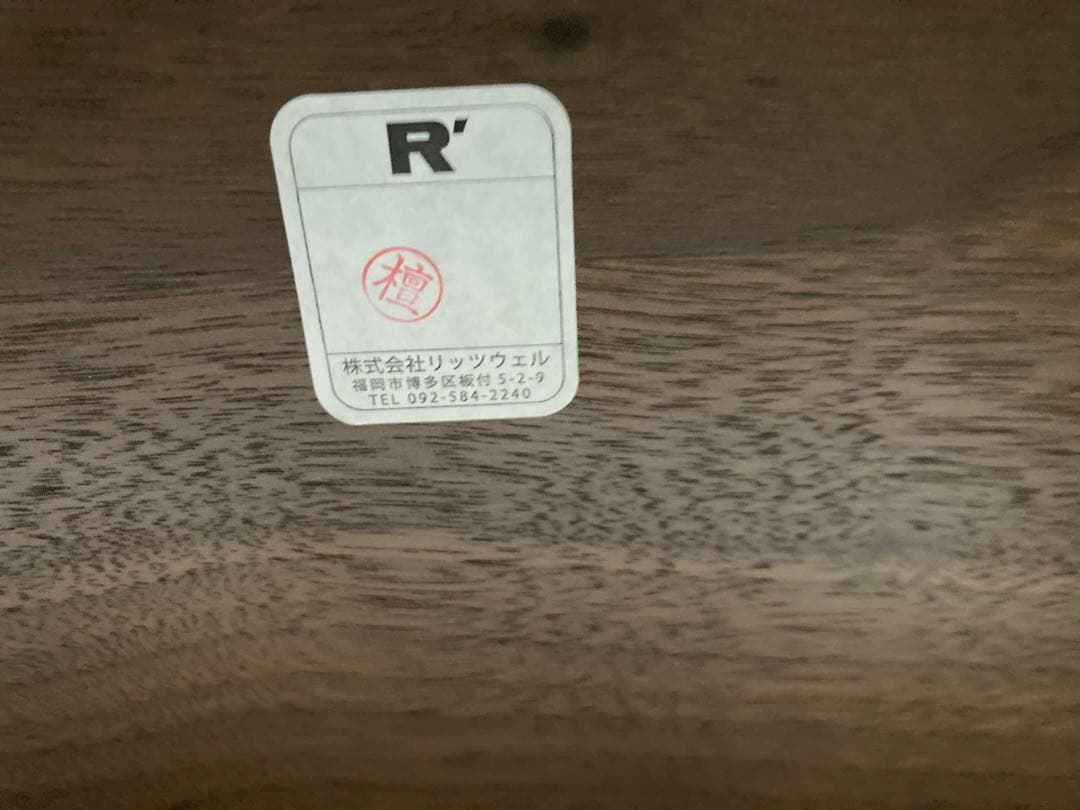 R'
檀
株式会社リッツウェル
福岡市博多区板付 5-2-9
TEL 092-584-2240